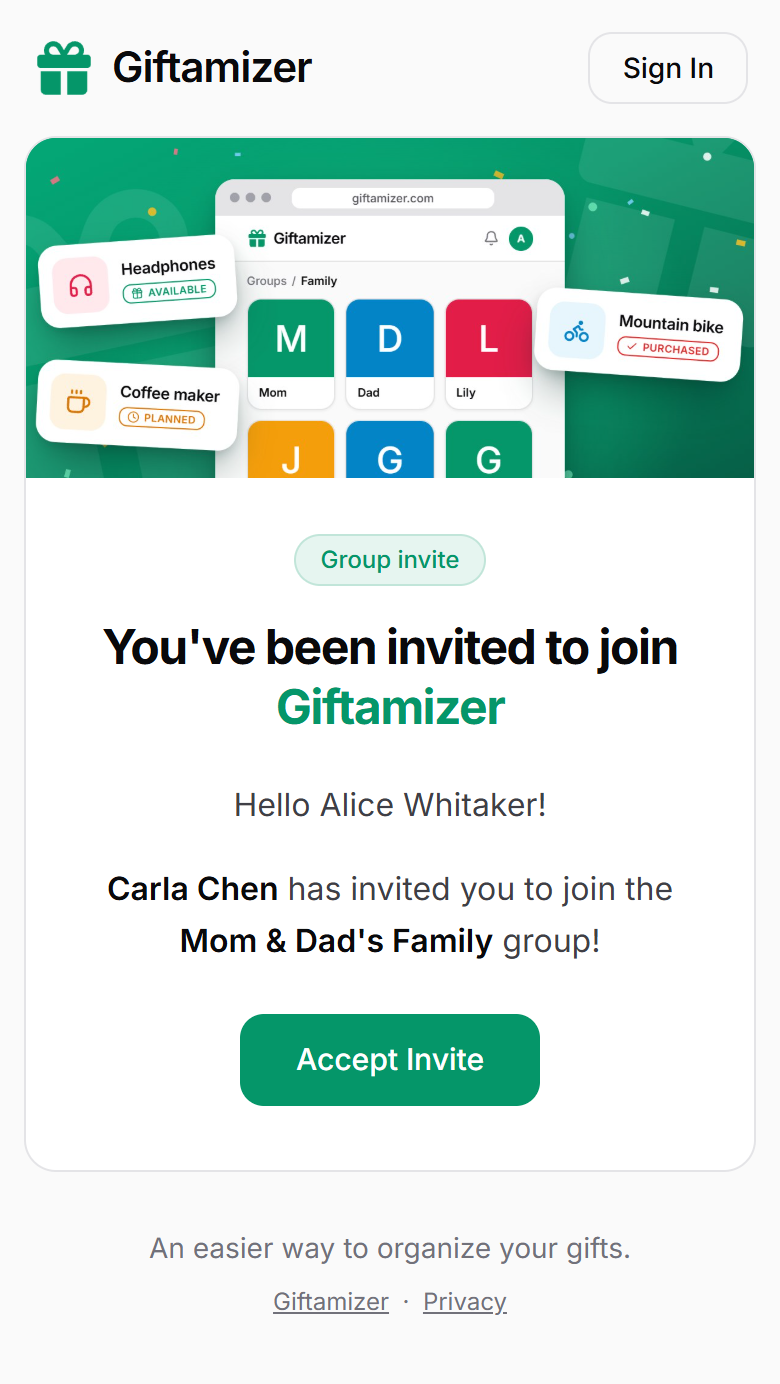 Giftamizer
Sign In
giftamizer.com
Giftamizer
A
Groups / Family
Headphones
AVAILABLE
Coffee maker
PLANNED
Mountain bike
PURCHASED
M
D
L
Mom
Dad
Lily
J
G
G
Group invite
You've been invited to join
Giftamizer
Hello Alice Whitaker!
Carla Chen has invited you to join the
Mom & Dad's Family group!
Accept Invite
An easier way to organize your gifts.
Giftamizer · Privacy